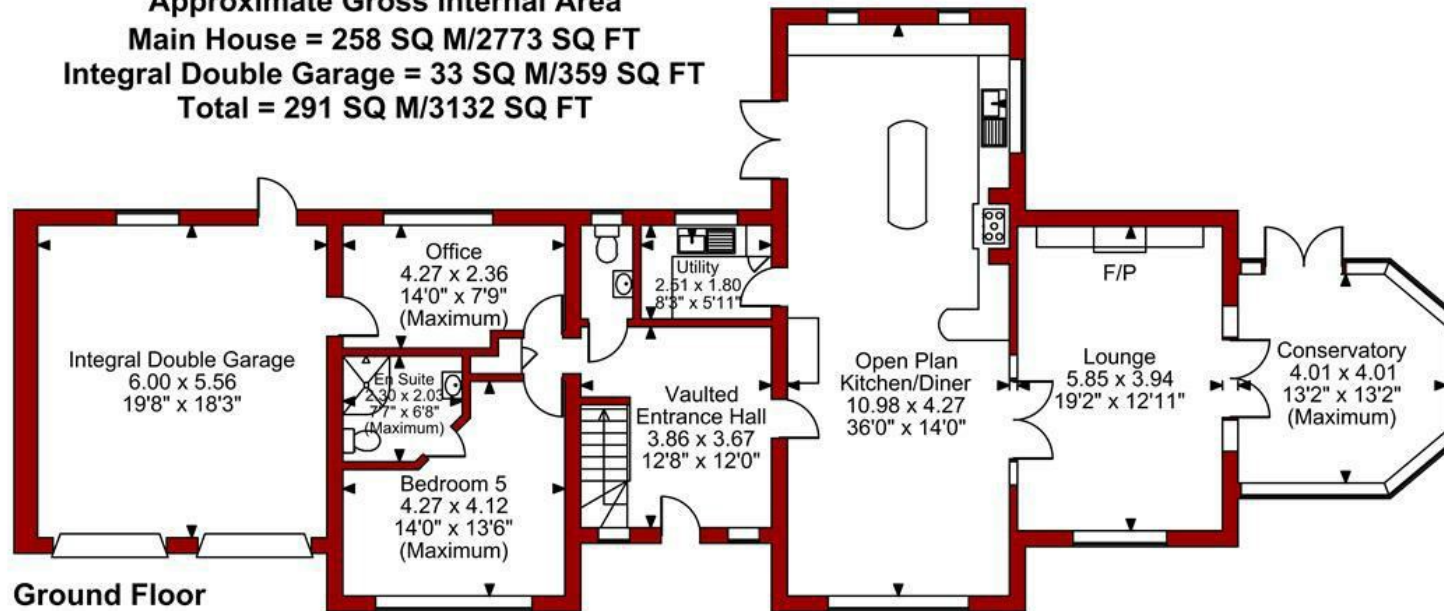 Approximate Gross Internal Area
Main House = 258 SQ M/2773 SQ FT
Integral Double Garage = 33 SQ M/359 SQ FT
Total = 291 SQ M/3132 SQ FT
Office
4.27 x 2.36
14'0" x 7'9"
(Maximum)
Utility
2.51 x 1.80
8'3" x 5'11"
F/P
Integral Double Garage
6.00 x 5.56
19'8" x 18'3"
En Suite
2.30 x 2.03
7'7" x 6'8"
(Maximum)
Vaulted
Entrance Hall
3.86 x 3.67
12'8" x 12'0"
Open Plan
Kitchen/Diner
10.98 x 4.27
36'0" x 14'0"
Lounge
5.85 x 3.94
19'2" x 12'11"
Conservatory
4.01 x 4.01
13'2" x 13'2"
(Maximum)
Bedroom 5
4.27 x 4.12
14'0" x 13'6"
(Maximum)
Ground Floor